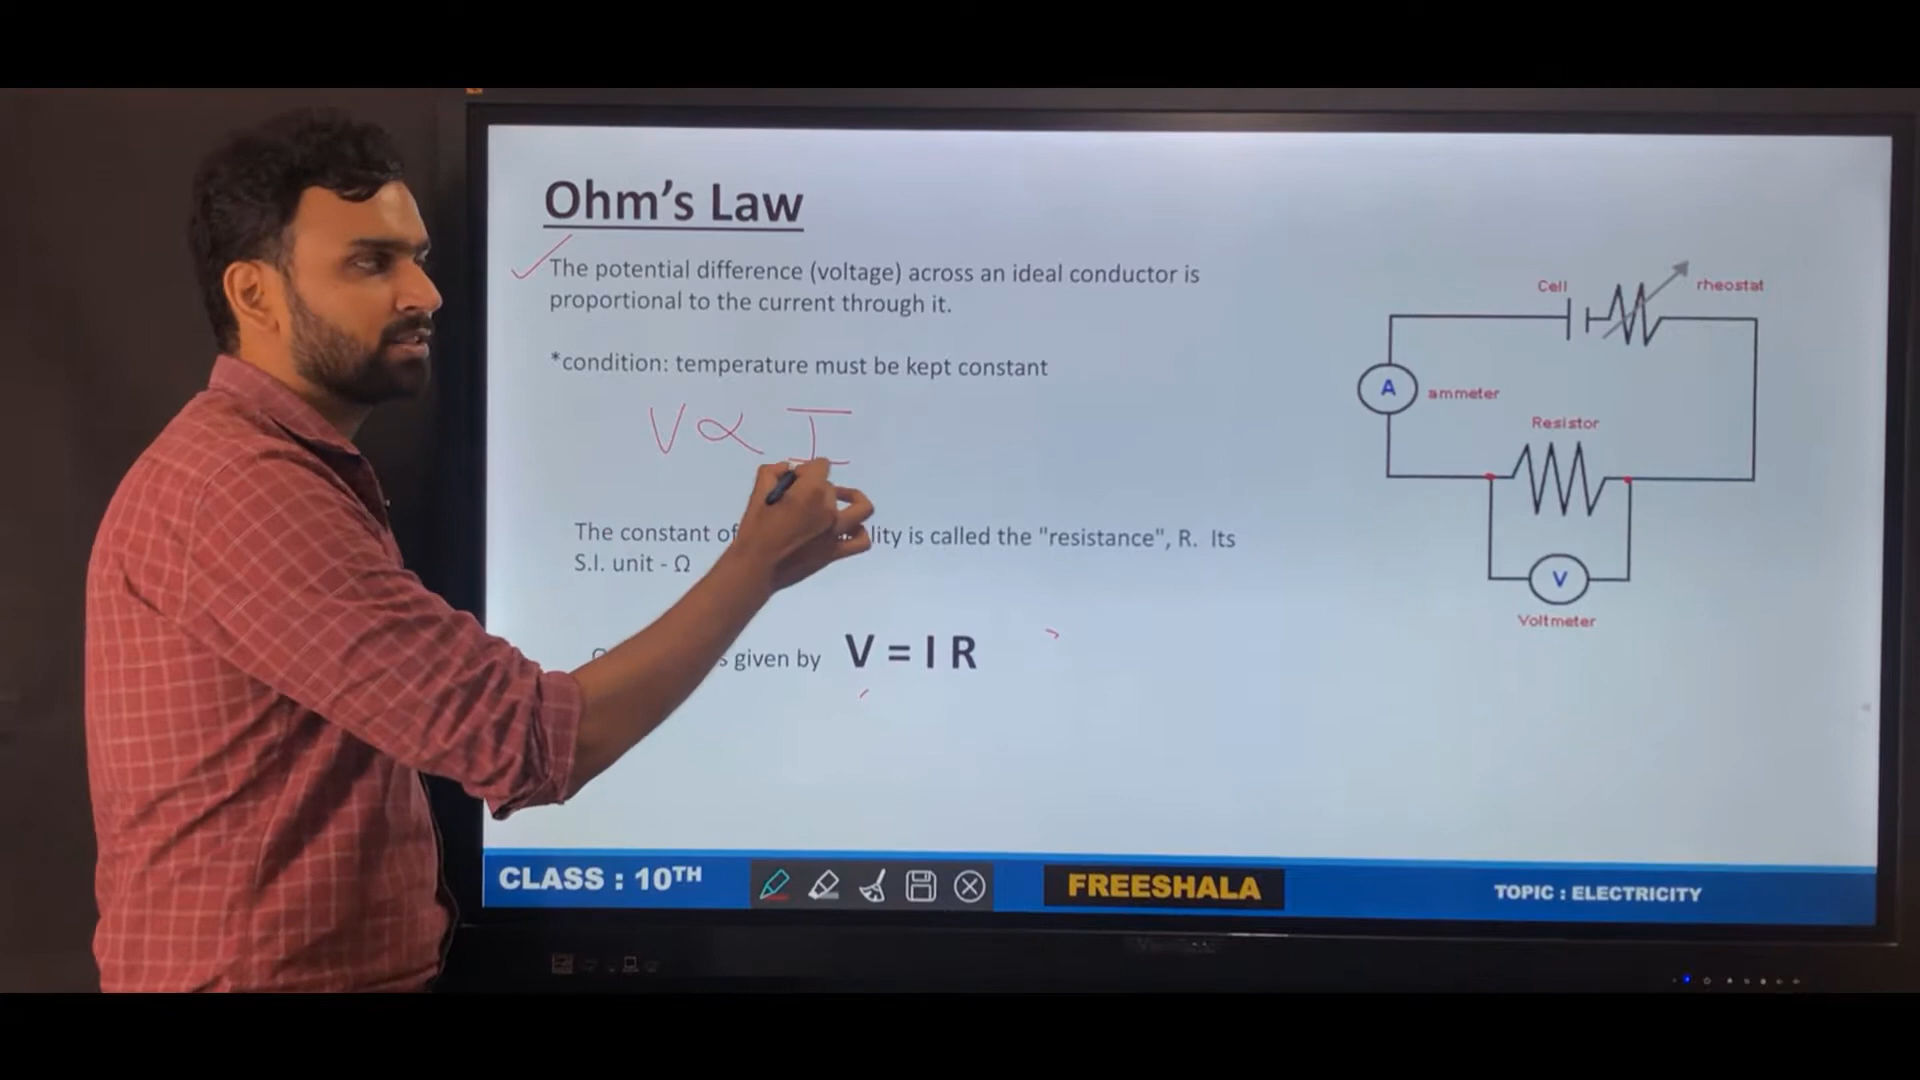 Ohm's Law
The potential difference (voltage) across an ideal conductor is
proportional to the current through it.
*condition: temperature must be kept constant
V ∝ I
The constant of lity is called the "resistance", R. Its
S.I. unit - Ω
given by V = I R
Cell
rheostat
A
ammeter
Resistor
V
Voltmeter
CLASS : 10TH
FREESHALA
TOPIC : ELECTRICITY